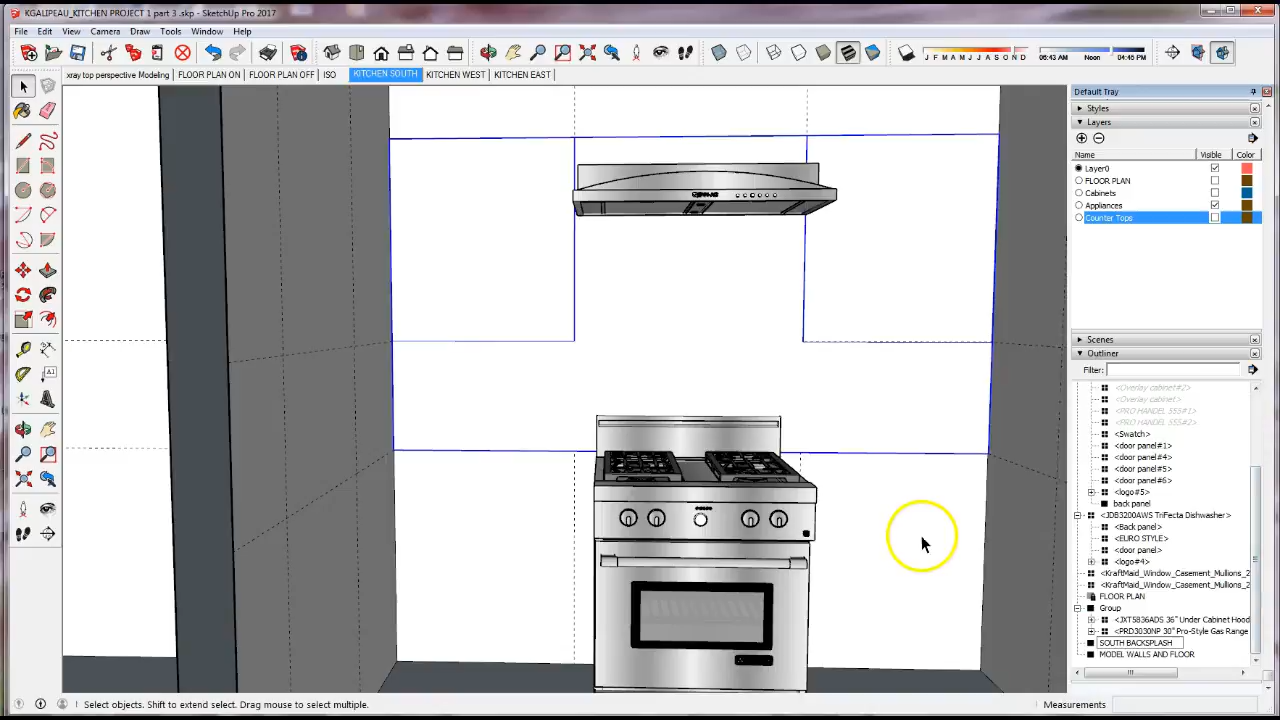 KGALIPEAU_KITCHEN PROJECT 1 part 3 .skp - SketchUp Pro 2017
File Edit View Camera Draw Tools Window Help
J F M A M J J A S O N D
06:43 AM Noon 04:45 PM
xray top perspective Modeling FLOOR PLAN ON FLOOR PLAN OFF ISO KITCHEN SOUTH KITCHEN WEST KITCHEN EAST
Default Tray
Styles
Layers
Name Visible Color
Layer0
FLOOR PLAN
Cabinets
Appliances
Counter Tops
Scenes
Outliner
Filter:
<Overlay cabinet#2>
<Overlay cabinet>
<PRO HANDEL 555#1>
<PRO HANDEL 555#2>
<Swatch>
<door panel#1>
<door panel#4>
<door panel#5>
<door panel#6>
<logo#5>
back panel
<JDB3200AWS TriFecta Dishwasher>
<Back panel>
<EURO STYLE>
<door panel>
<logo#4>
<KraftMaid_Window_Casement_Mullions_2
<KraftMaid_Window_Casement_Mullions_2
FLOOR PLAN
Group
<JXT5836ADS 36" Under Cabinet Hood
<PRD3030NP 30" Pro-Style Gas Range
SOUTH BACKSPLASH
MODEL WALLS AND FLOOR
Select objects. Shift to extend select. Drag mouse to select multiple.
Measurements